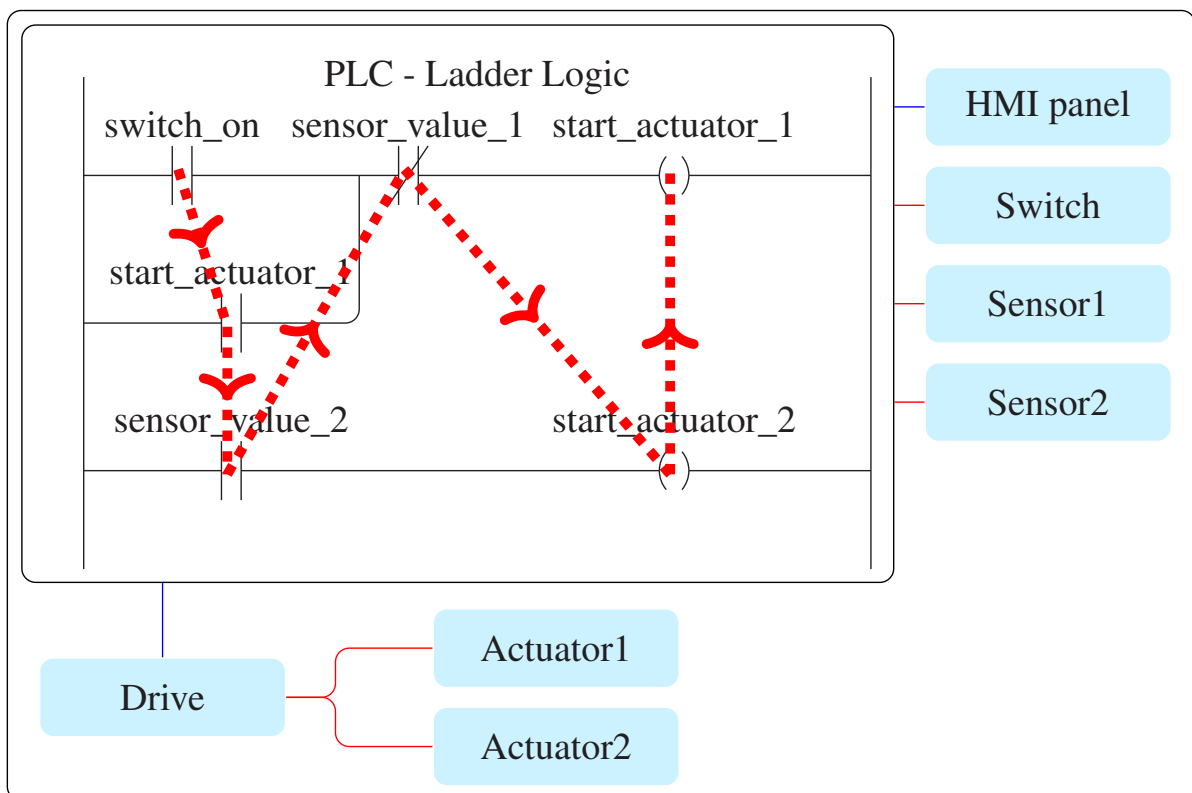 PLC - Ladder Logic
switch_on sensor_value_1 start_actuator_1
start_actuator_1
sensor_value_2 start_actuator_2
HMI panel
Switch
Sensor1
Sensor2
Drive
Actuator1
Actuator2